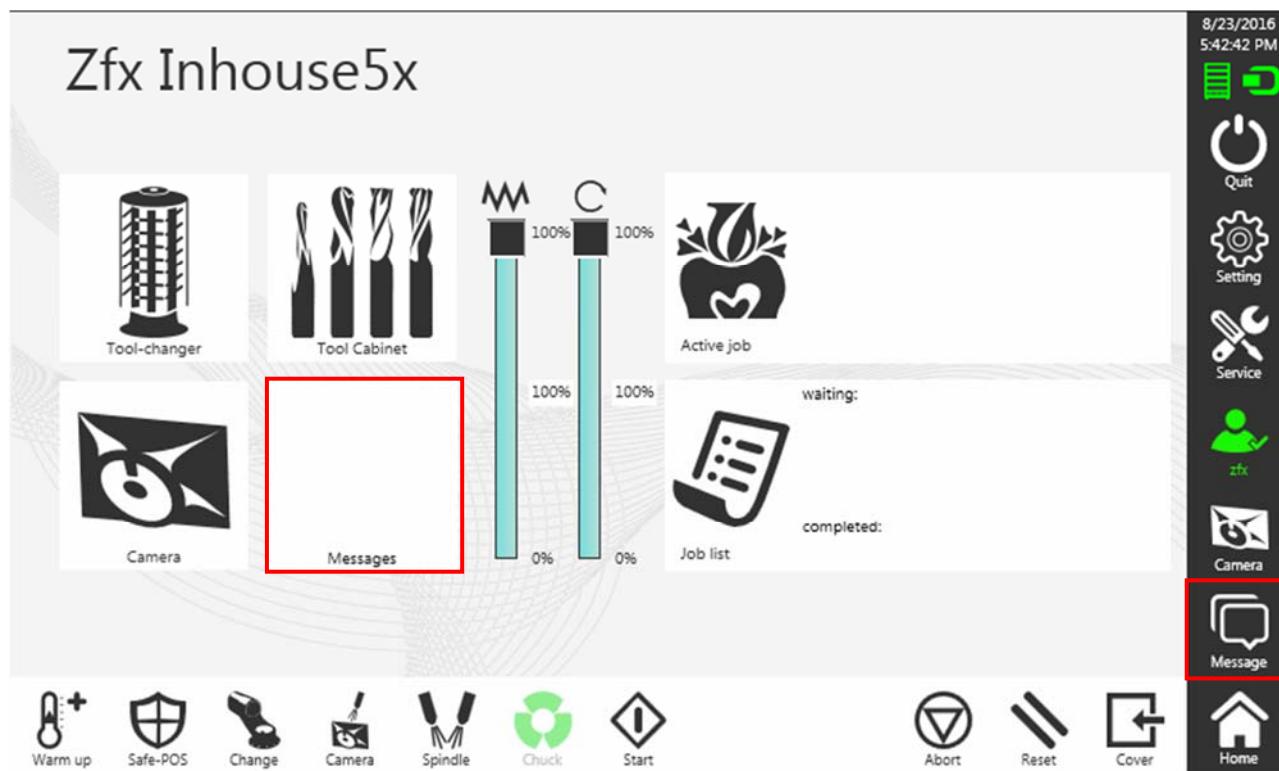 Zfx Inhouse5x
Tool-changer
Tool Cabinet
100%
100%
100%
100%
0%
0%
Active job
Camera
Messages
waiting:
completed:
Job list
8/23/2016
5:42:42 PM
Quit
Setting
Service
zfx
Camera
Message
Home
Warm up
Safe-POS
Change
Camera
Spindle
Chuck
Start
Abort
Reset
Cover